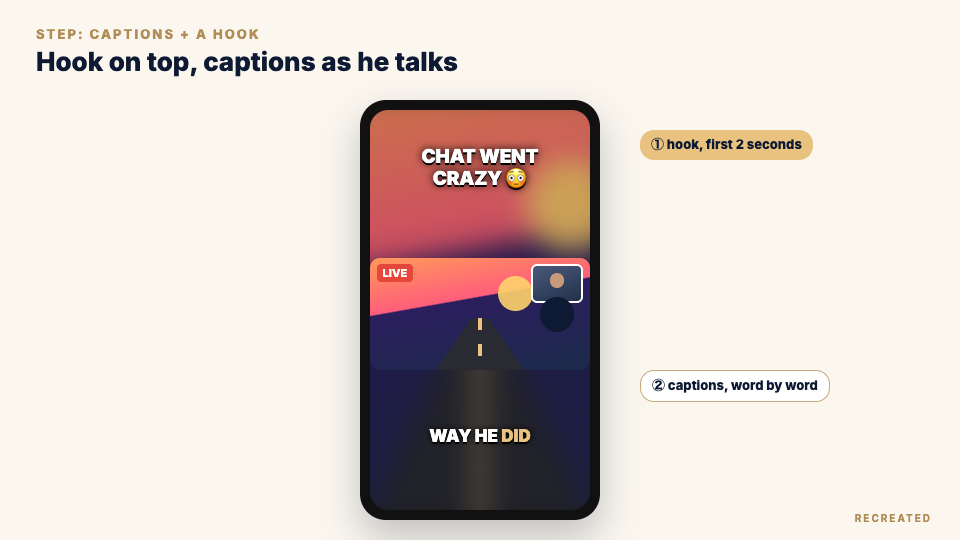 STEP: CAPTIONS + A HOOK
Hook on top, captions as he talks
CHAT WENT
CRAZY 😳
① hook, first 2 seconds
LIVE
② captions, word by word
WAY HE DID
RECREATED